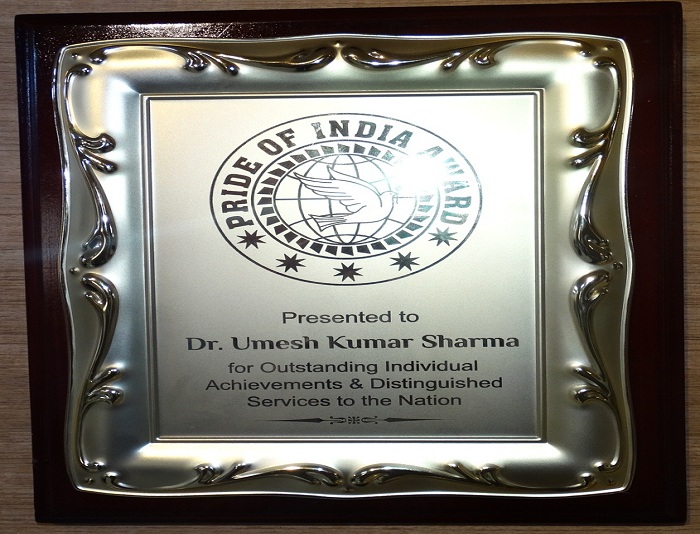 PRIDE OF INDIA AWARD
Presented to
Dr. Umesh Kumar Sharma
for Outstanding Individual
Achievements & Distinguished
Services to the Nation